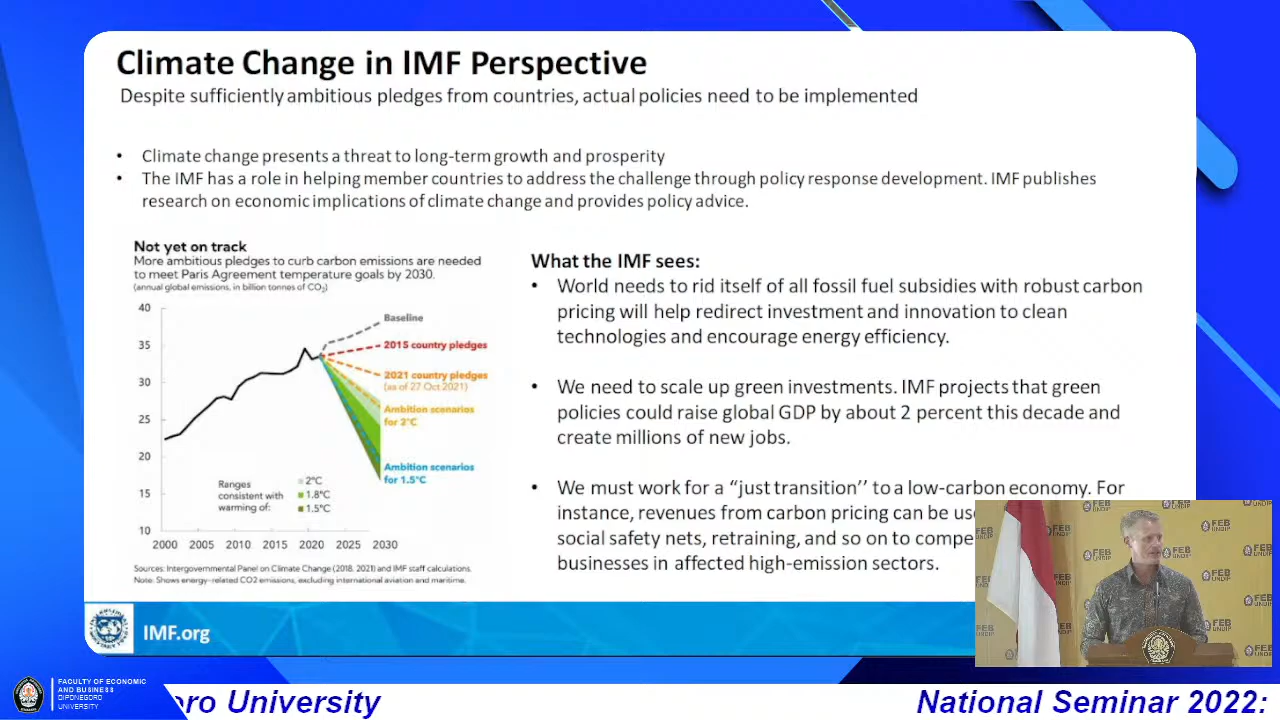 Climate Change in IMF Perspective
Despite sufficiently ambitious pledges from countries, actual policies need to be implemented
• Climate change presents a threat to long-term growth and prosperity
• The IMF has a role in helping member countries to address the challenge through policy response development. IMF publishes
research on economic implications of climate change and provides policy advice.
Not yet on track
More ambitious pledges to curb carbon emissions are needed
to meet Paris Agreement temperature goals by 2030.
(annual global emissions, in billion tonnes of CO₂)
40
35
30
25
20
15
10
2000 2005 2010 2015 2020 2025 2030
Baseline
2015 country pledges
2021 country pledges
(as of 27 Oct 2021)
Ambition scenarios
for 2°C
Ambition scenarios
for 1.5°C
Ranges
consistent with
warming of:
2°C
1.8°C
1.5°C
Sources: Intergovernmental Panel on Climate Change (2018, 2021) and IMF staff calculations.
Note: Shows energy-related CO2 emissions, excluding international aviation and maritime.
What the IMF sees:
• World needs to rid itself of all fossil fuel subsidies with robust carbon
pricing will help redirect investment and innovation to clean
technologies and encourage energy efficiency.
• We need to scale up green investments. IMF projects that green
policies could raise global GDP by about 2 percent this decade and
create millions of new jobs.
• We must work for a “just transition’’ to a low-carbon economy. For
instance, revenues from carbon pricing can be
social safety nets, retraining, and so on to
businesses in affected high-emission sectors.
IMF.org
FEB
UNDIP
FEB
UNDIP
FEB
UNDIP
FEB
UNDIP
FEB
UNDIP
FEB
UNDIP
FACULTY OF ECONOMIC
AND BUSINESS
DIPONEGORO
UNIVERSITY
oro University
National Seminar 2022: